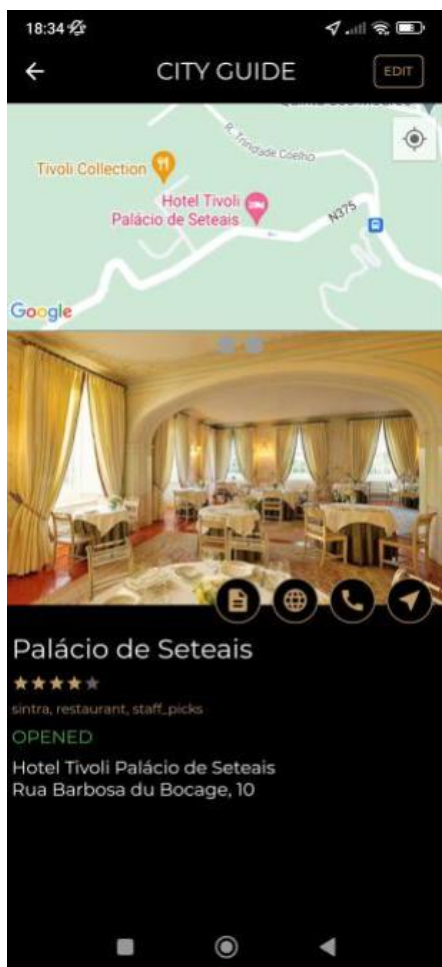 18:34
CITY GUIDE
EDIT
R. Trindade Coelho
Tivoli Collection
Hotel Tivoli
Palácio de Seteais
N375
Google
Palácio de Seteais
sintra, restaurant, staff_picks
OPENED
Hotel Tivoli Palácio de Seteais
Rua Barbosa du Bocage, 10